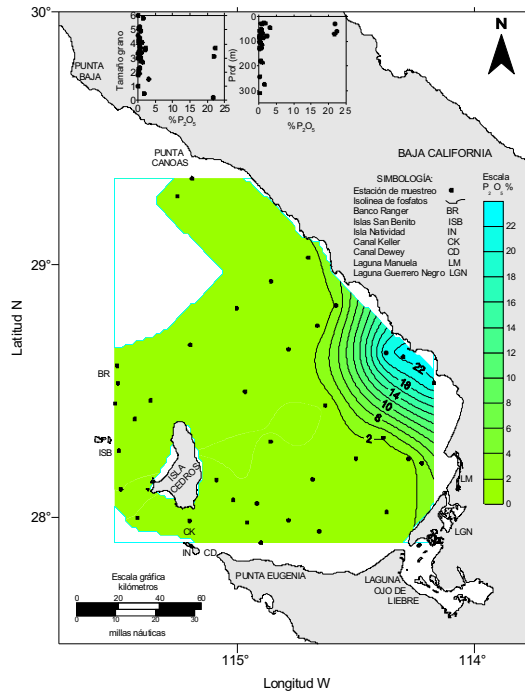 30°
29°
28°
115°
114°
Latitud N
Longitud W
Tamaño grano
0
1
2
3
4
5
6
0 5 10 15 20 25
% P2O5
Prof (m)
0
100
200
300
0 5 10 15 20 25
% P2O5
N
PUNTA
BAJA
PUNTA
CANOAS
BAJA CALIFORNIA
SIMBOLOGÍA:
Estación de muestreo
Isolinea de fosfatos
Banco Ranger BR
Islas San Benito ISB
Isla Natividad IN
Canal Keller CK
Canal Dewey CD
Laguna Manuela LM
Laguna Guerrero Negro LGN
Escala
P2O5%
22
20
18
16
14
12
10
8
6
4
2
0
22
18
14
10
6
2
BR
ISB
ISLA
CEDROS
CK
IN CD
LM
LGN
PUNTA EUGENIA
LAGUNA
OJO DE
LIEBRE
Escala gráfica
kilómetros
0 20 40 60
0 10 20 30
millas náuticas